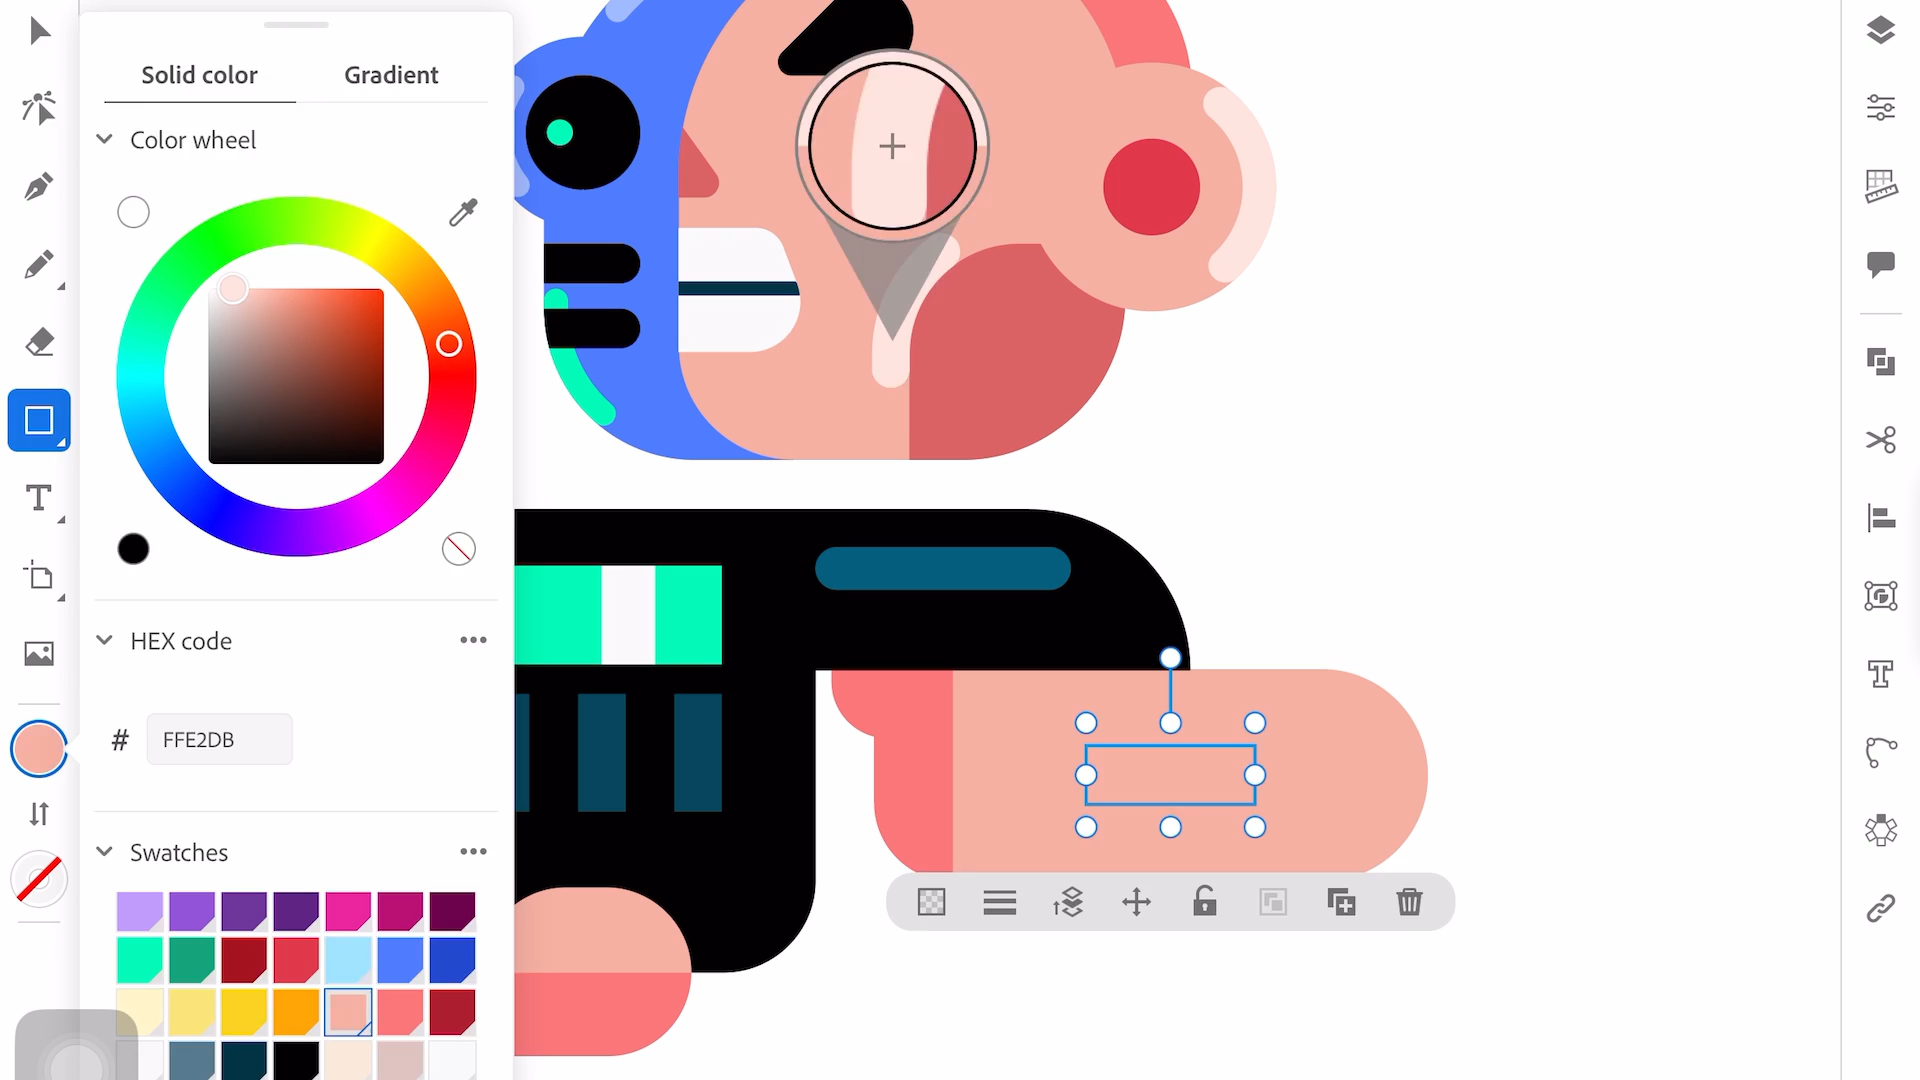 Solid color
Gradient
Color wheel
HEX code
# FFE2DB
Swatches